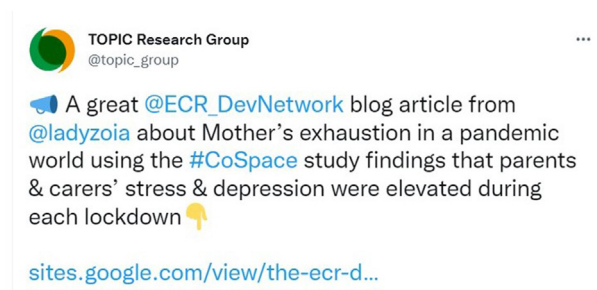 TOPIC Research Group
@topic_group
A great @ECR_DevNetwork blog article from
@ladyzoia about Mother's exhaustion in a pandemic
world using the #CoSpace study findings that parents
& carers' stress & depression were elevated during
each lockdown
sites.google.com/view/the-ecr-d...